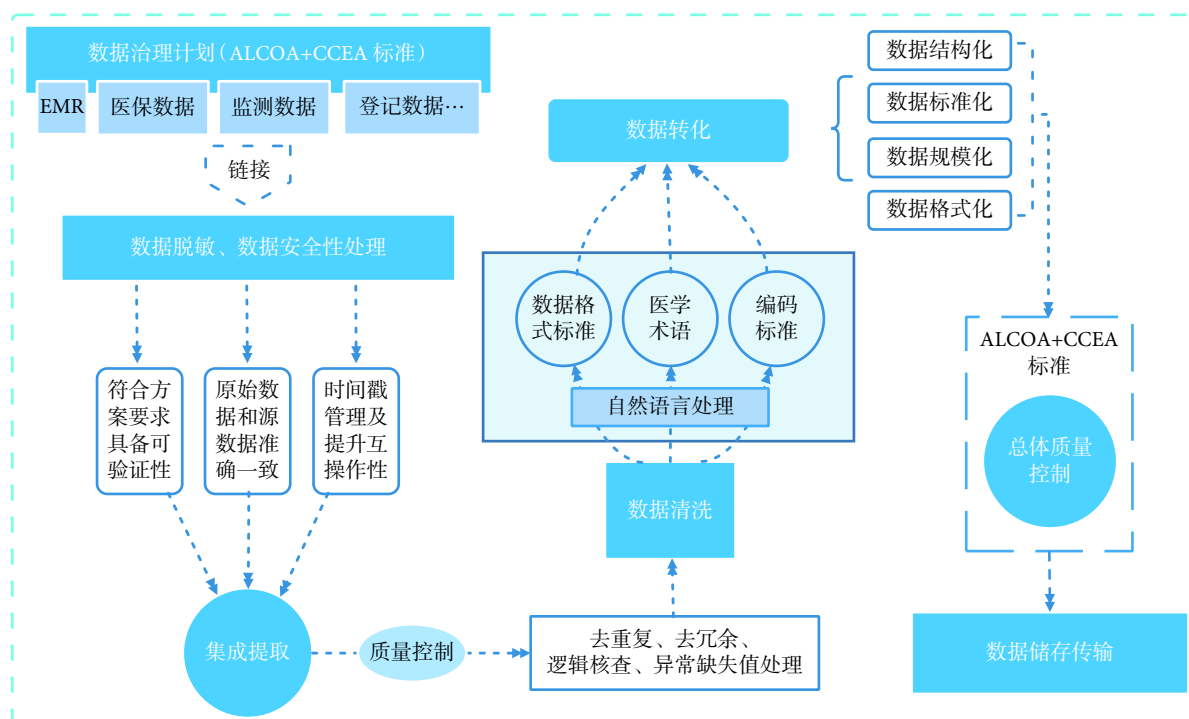 数据治理计划(ALCOA+CCEA 标准)
EMR
医保数据
监测数据
登记数据…
链接
数据脱敏、数据安全性处理
符合方
案要求
具备可
验证性
原始数
据和源
数据准
确一致
时间戳
管理及
提升互
操作性
集成提取
质量控制
去重复、去冗余、
逻辑核查、异常缺失值处理
数据清洗
自然语言处理
数据格
式标准
医学
术语
编码
标准
数据转化
数据结构化
数据标准化
数据规模化
数据格式化
ALCOA+CCEA
标准
总体质量
控制
数据储存传输